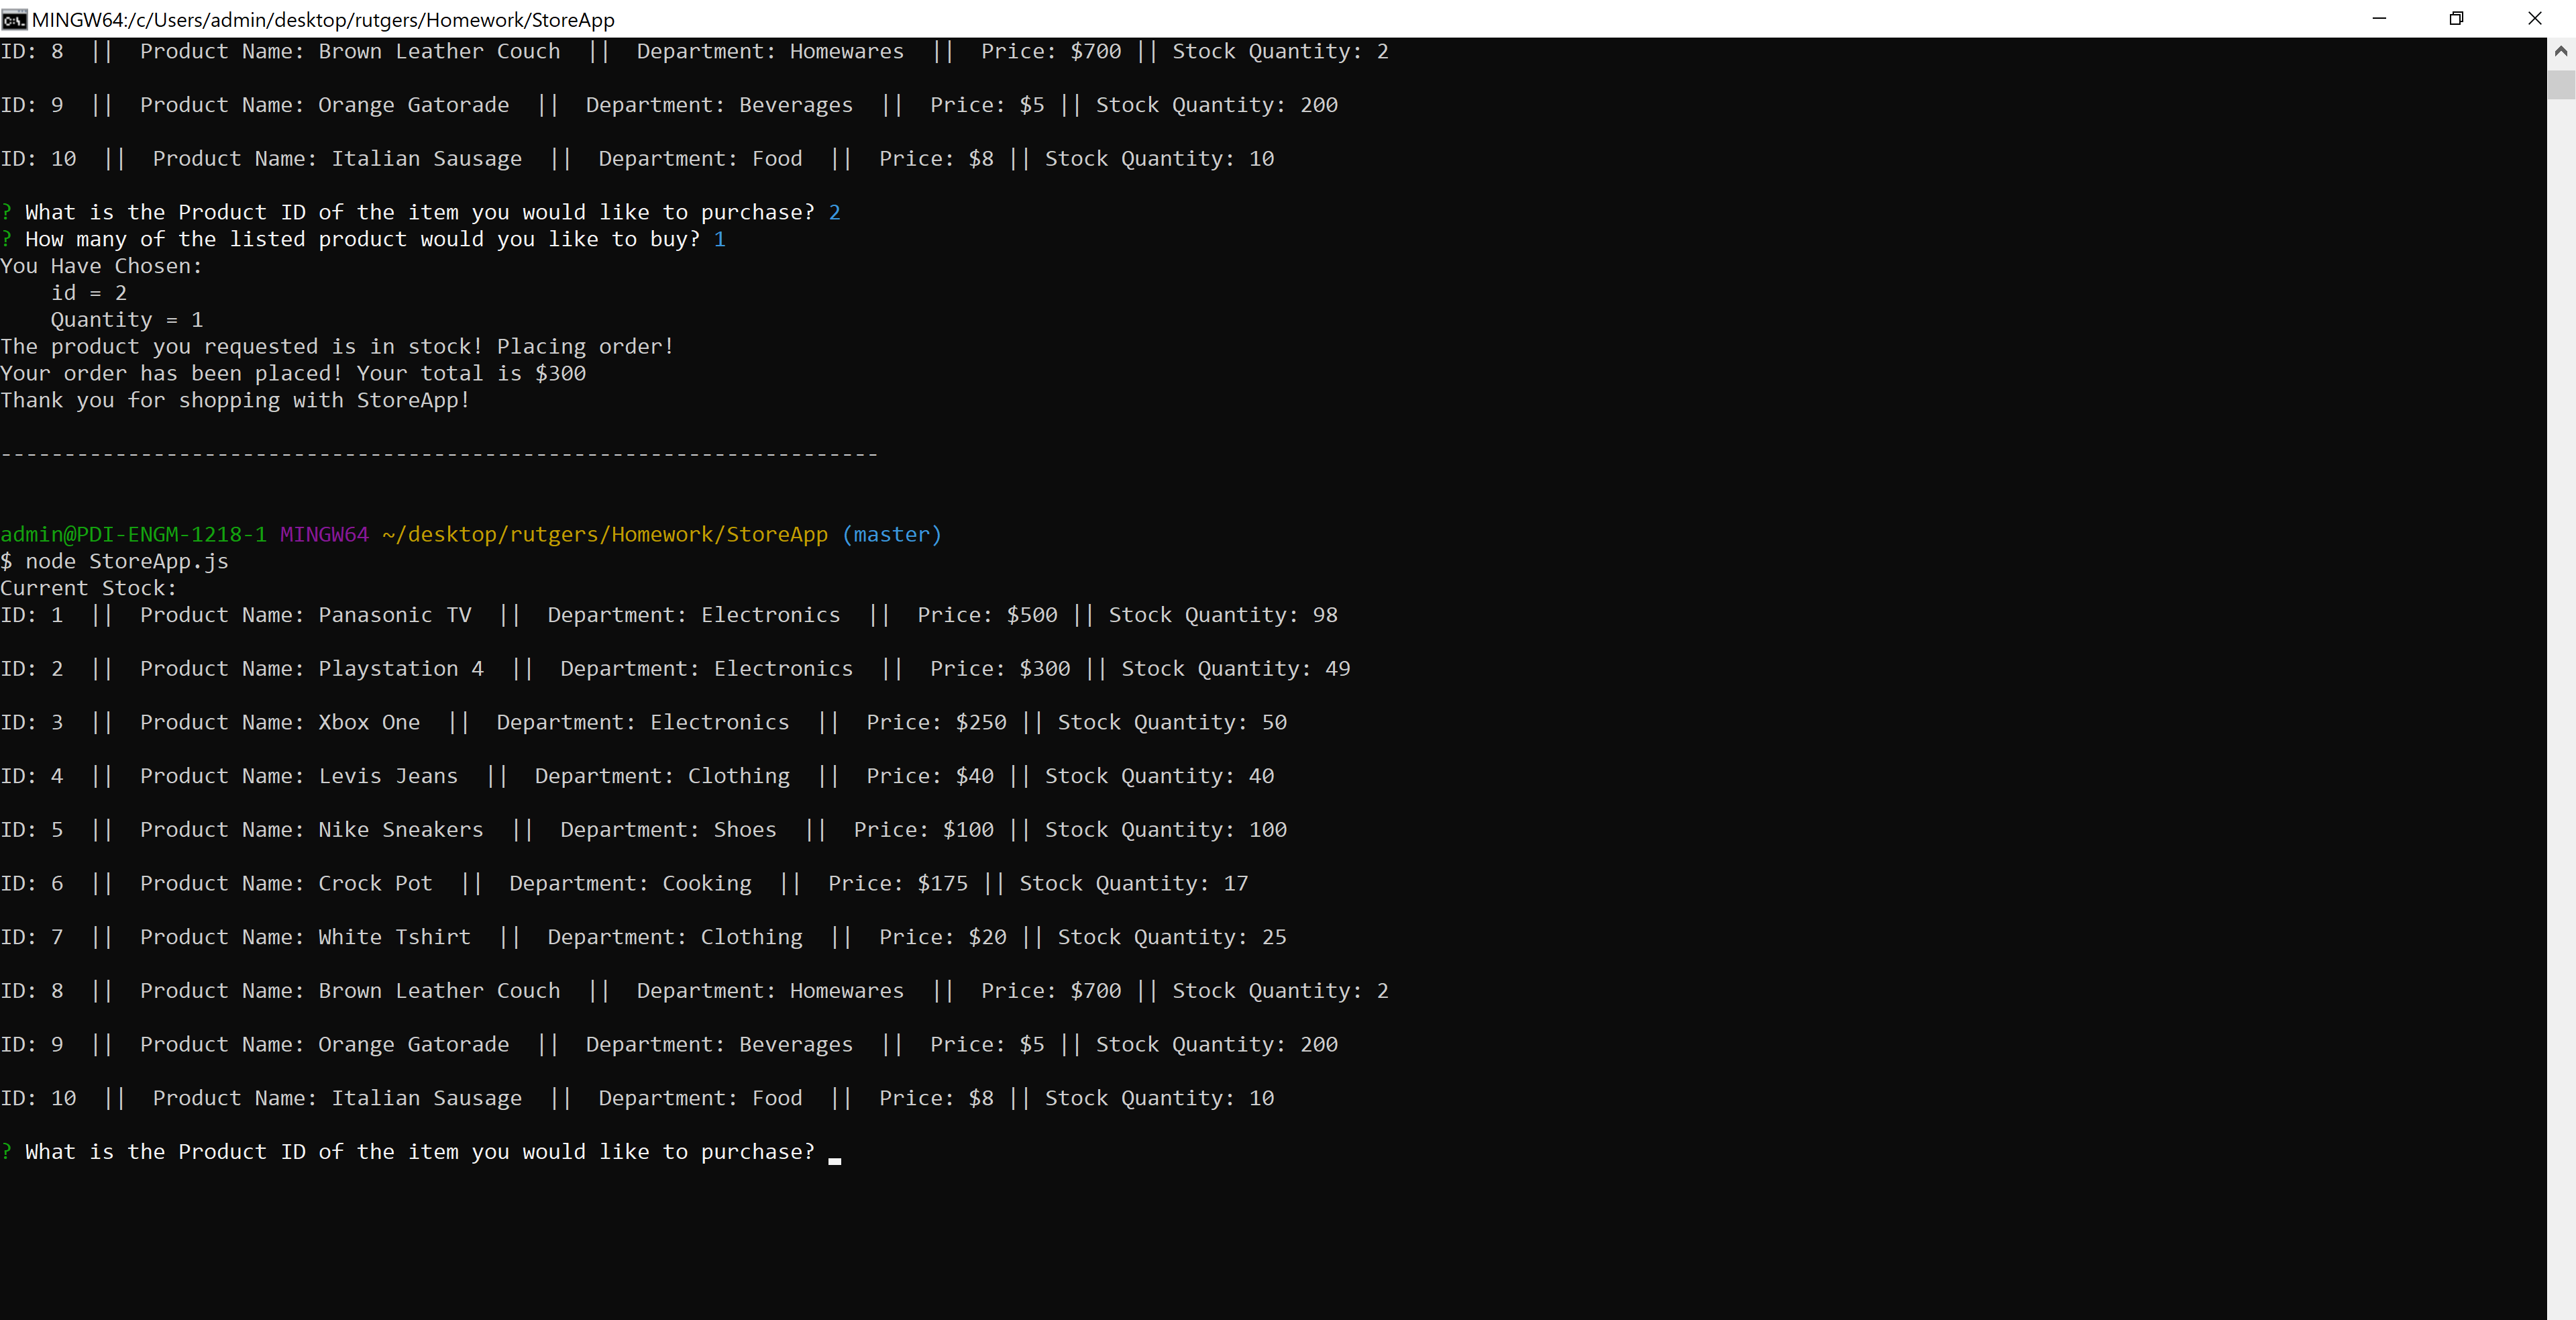 MINGW64:/c/Users/admin/desktop/rutgers/Homework/StoreApp
ID: 8  ||  Product Name: Brown Leather Couch  ||  Department: Homewares  ||  Price: $700 || Stock Quantity: 2
ID: 9  ||  Product Name: Orange Gatorade  ||  Department: Beverages  ||  Price: $5 || Stock Quantity: 200
ID: 10  ||  Product Name: Italian Sausage  ||  Department: Food  ||  Price: $8 || Stock Quantity: 10
? What is the Product ID of the item you would like to purchase? 2
? How many of the listed product would you like to buy? 1
You Have Chosen:
    id = 2
    Quantity = 1
The product you requested is in stock! Placing order!
Your order has been placed! Your total is $300
Thank you for shopping with StoreApp!
---------------------------------------------------------------------
admin@PDI-ENGM-1218-1 MINGW64 ~/desktop/rutgers/Homework/StoreApp (master)
$ node StoreApp.js
Current Stock:
ID: 1  ||  Product Name: Panasonic TV  ||  Department: Electronics  ||  Price: $500 || Stock Quantity: 98
ID: 2  ||  Product Name: Playstation 4  ||  Department: Electronics  ||  Price: $300 || Stock Quantity: 49
ID: 3  ||  Product Name: Xbox One  ||  Department: Electronics  ||  Price: $250 || Stock Quantity: 50
ID: 4  ||  Product Name: Levis Jeans  ||  Department: Clothing  ||  Price: $40 || Stock Quantity: 40
ID: 5  ||  Product Name: Nike Sneakers  ||  Department: Shoes  ||  Price: $100 || Stock Quantity: 100
ID: 6  ||  Product Name: Crock Pot  ||  Department: Cooking  ||  Price: $175 || Stock Quantity: 17
ID: 7  ||  Product Name: White Tshirt  ||  Department: Clothing  ||  Price: $20 || Stock Quantity: 25
ID: 8  ||  Product Name: Brown Leather Couch  ||  Department: Homewares  ||  Price: $700 || Stock Quantity: 2
ID: 9  ||  Product Name: Orange Gatorade  ||  Department: Beverages  ||  Price: $5 || Stock Quantity: 200
ID: 10  ||  Product Name: Italian Sausage  ||  Department: Food  ||  Price: $8 || Stock Quantity: 10
? What is the Product ID of the item you would like to purchase?